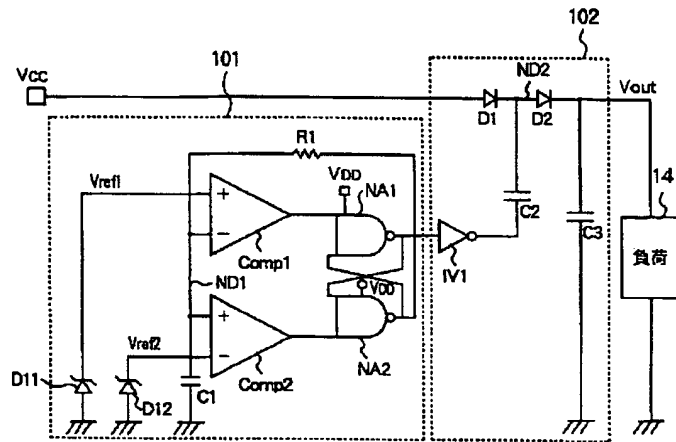 102
101
Vcc
ND2
Vout
D1
D2
R1
VDD
NA1
Vref1
+
-
C2
14
C3
Comp1
IV1
負荷
ND1
VDD
+
-
Vref2
NA2
D11
D12
C1
Comp2